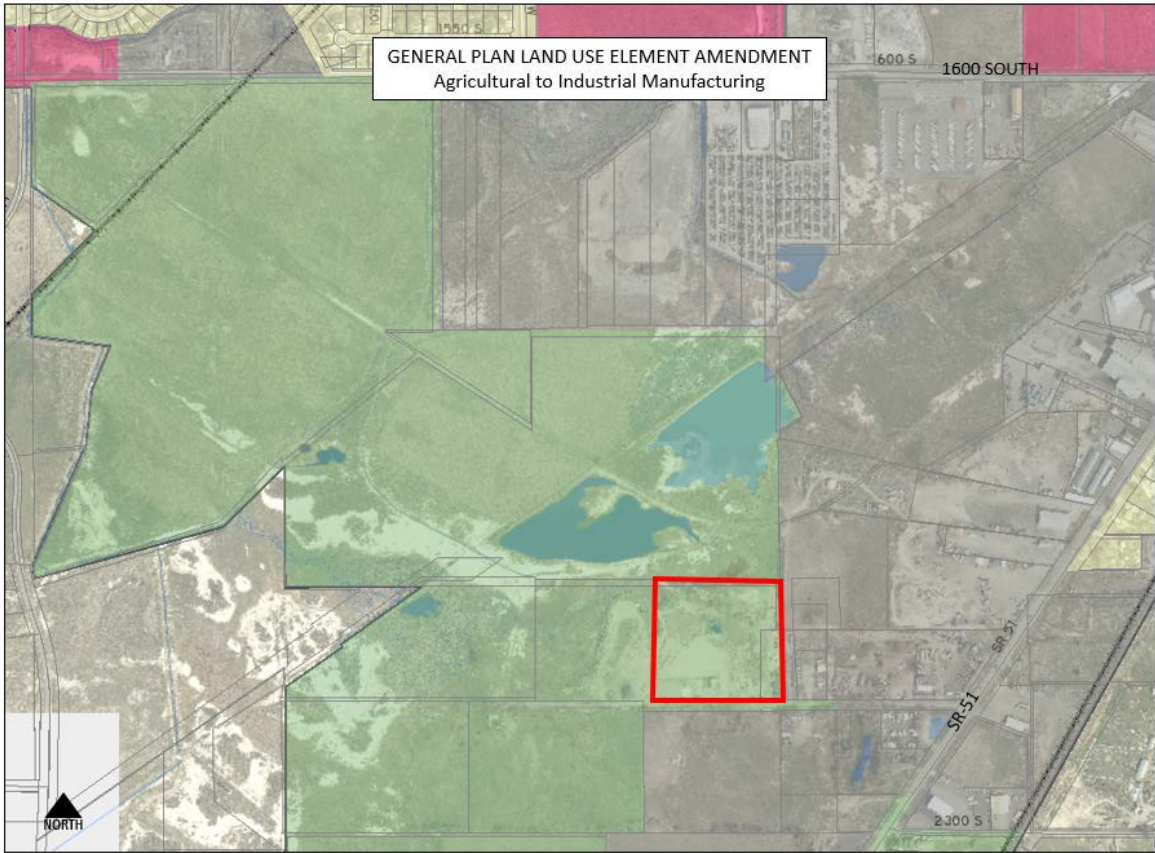 1550 S
GENERAL PLAN LAND USE ELEMENT AMENDMENT
Agricultural to Industrial Manufacturing
1600 S
1600 SOUTH
SR-51
SR-51
2300 S
NORTH